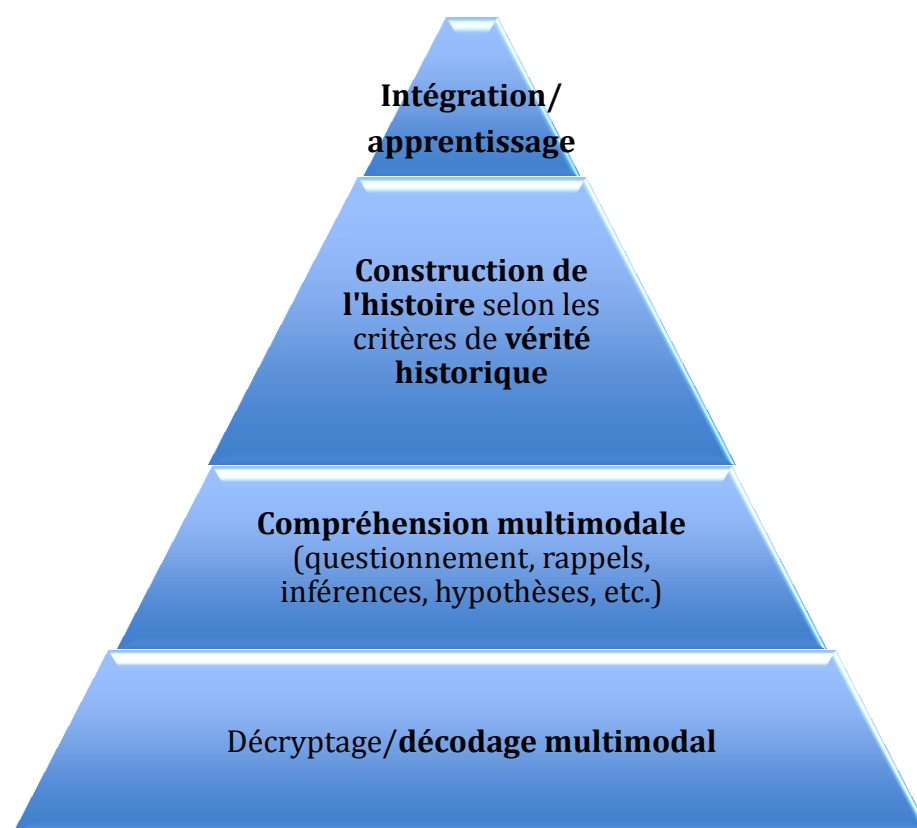 Intégration/
apprentissage
Construction de
l'histoire selon les
critères de vérité
historique
Compréhension multimodale
(questionnement, rappels,
inférences, hypothèses, etc.)
Décryptage/décodage multimodal